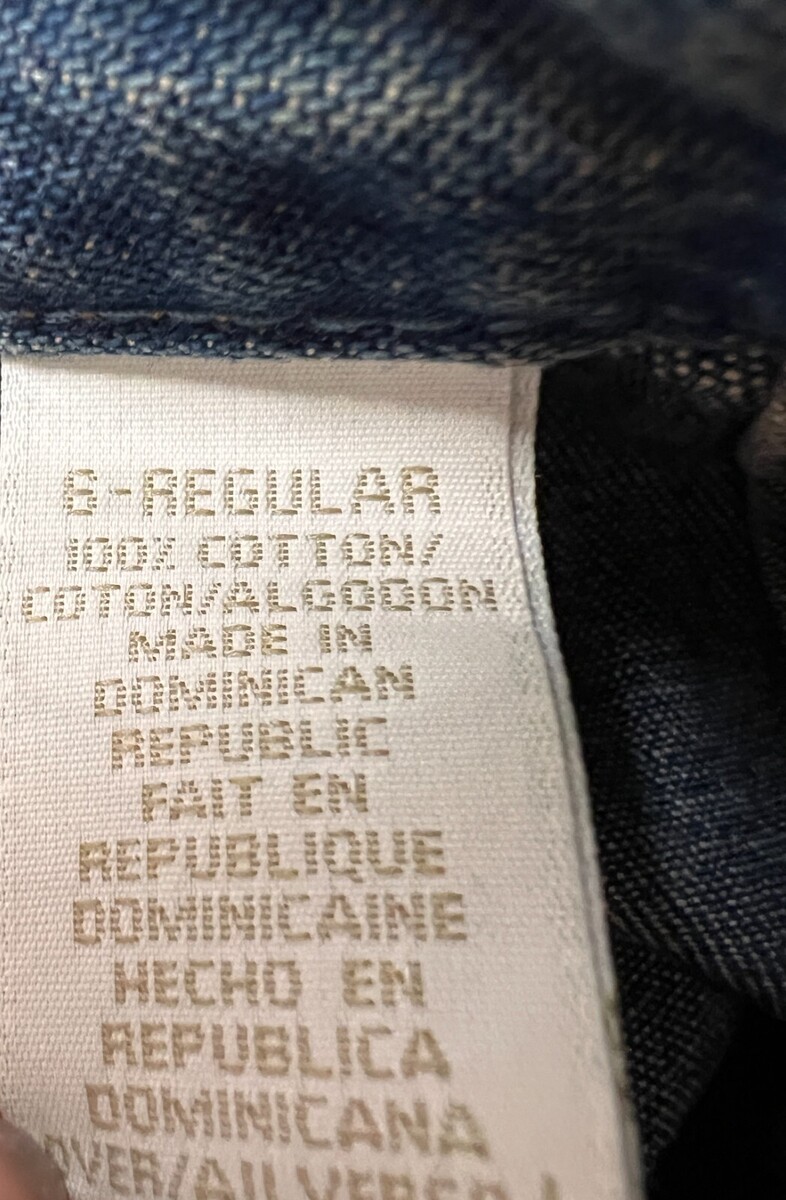 6-REGULAR
100% COTTON/
COTON/ALGODON
MADE IN
DOMINICAN
REPUBLIC
FAIT EN
REPUBLIQUE
DOMINICAINE
HECHO EN
REPUBLICA
DOMINICANA